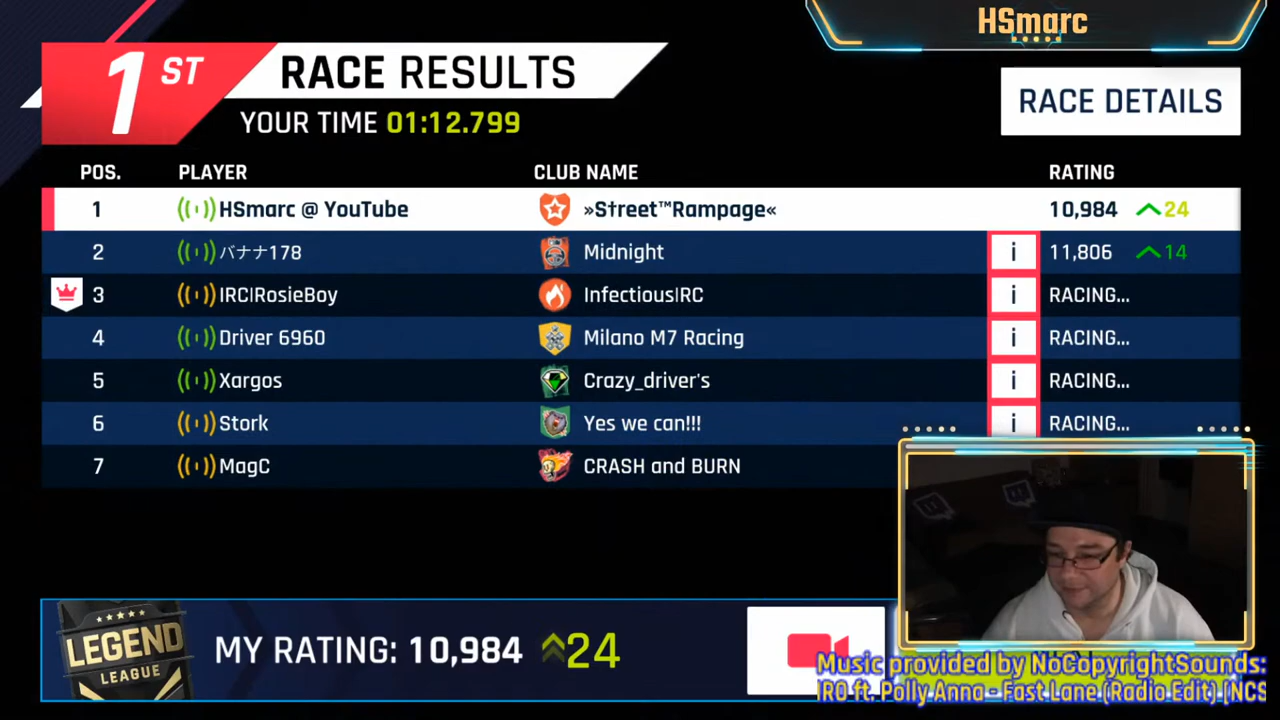 HSmarc
1ST
RACE RESULTS
YOUR TIME 01:12.799
RACE DETAILS
POS. PLAYER CLUB NAME RATING
1 HSmarc @ YouTube »S†reet™Rampage« 10,984 24
2 バナナ178 Midnight i 11,806 14
3 IRC|RosieBoy Infectious|RC i RACING...
4 Driver 6960 Milano M7 Racing i RACING...
5 Xargos Crazy_driver's i RACING...
6 Stork Yes we can!!! i RACING...
7 MagC CRASH and BURN
LEGEND
LEAGUE
MY RATING: 10,984 24
Music provided by NoCopyrightSounds:
IRO ft. Polly Anna - Fast Lane (Radio Edit) [NCS